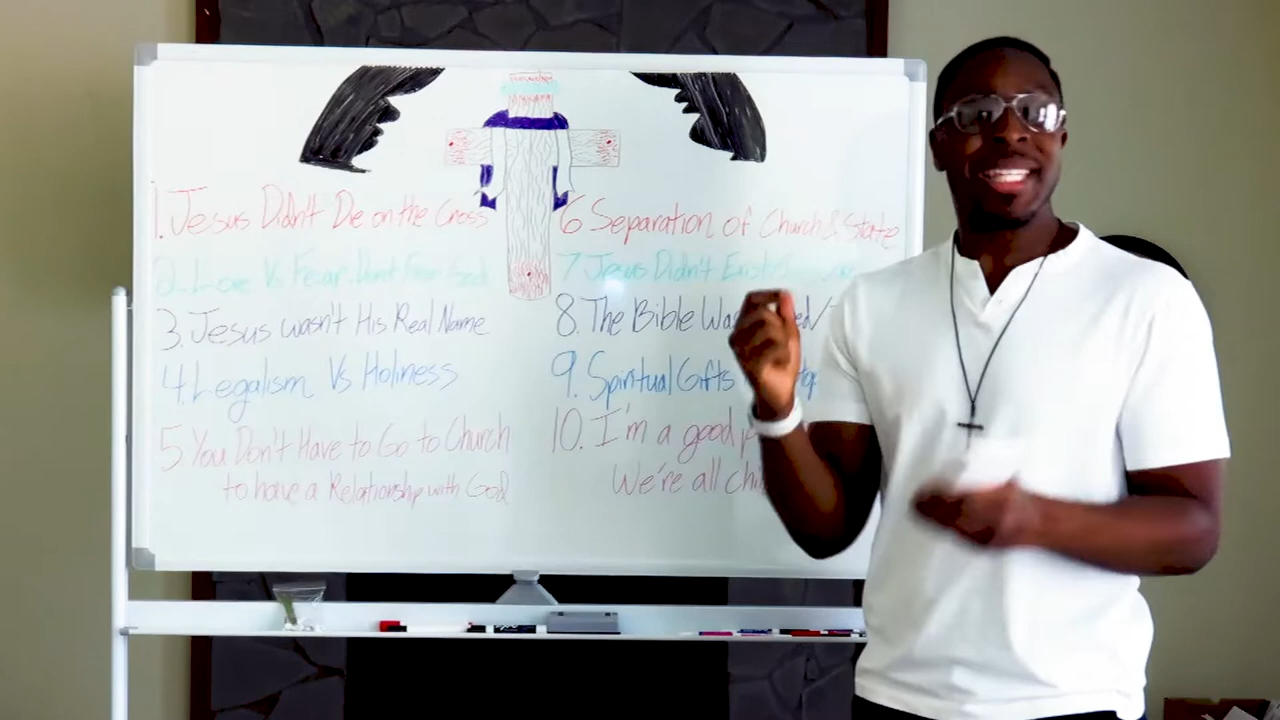 1. Jesus Didn't Die on the Cross
2. Love Vs Fear. Don't Fear God
3. Jesus wasn't His Real Name
4. Legalism Vs Holiness
5 You Don't Have to Go to Church
to have a Relationship with God
6 Separation of Church & State
7 Jesus Didn't Exist
8. The Bible Was
9. Spiritual Gifts
10. I'm a good
We're all